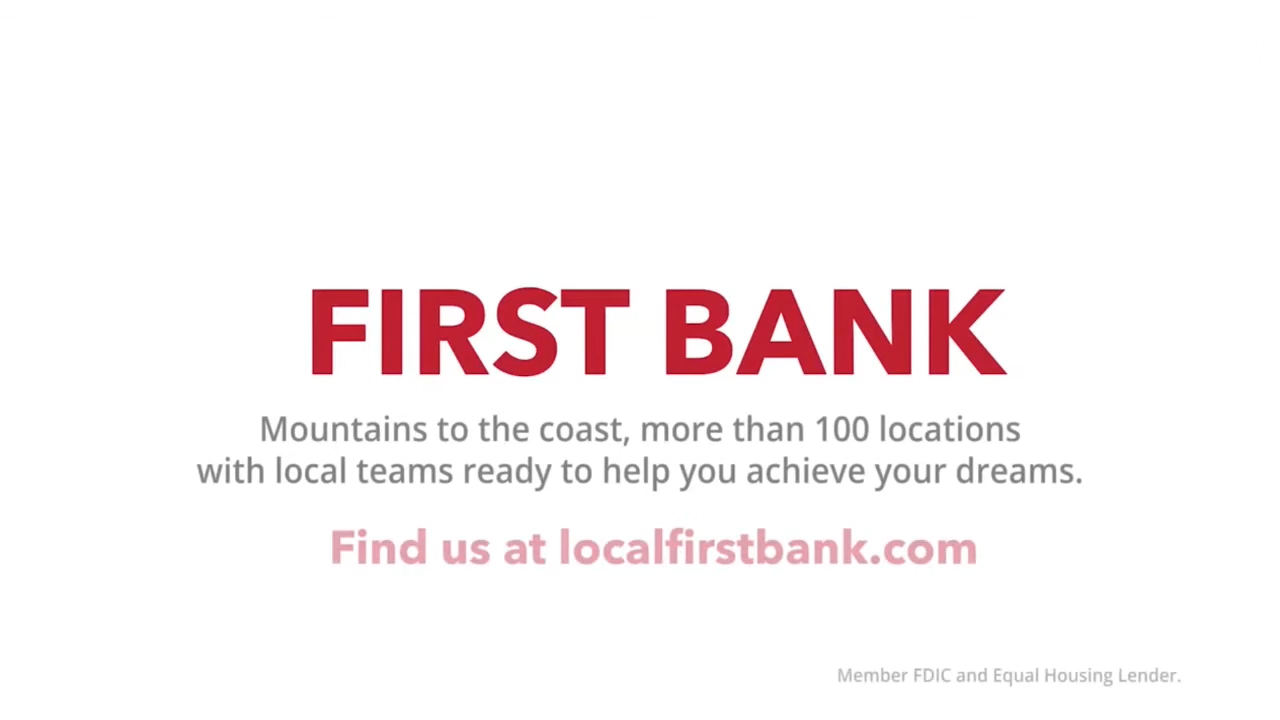 FIRST BANK
Mountains to the coast, more than 100 locations
with local teams ready to help you achieve your dreams.
Find us at localfirstbank.com
Member FDIC and Equal Housing Lender.